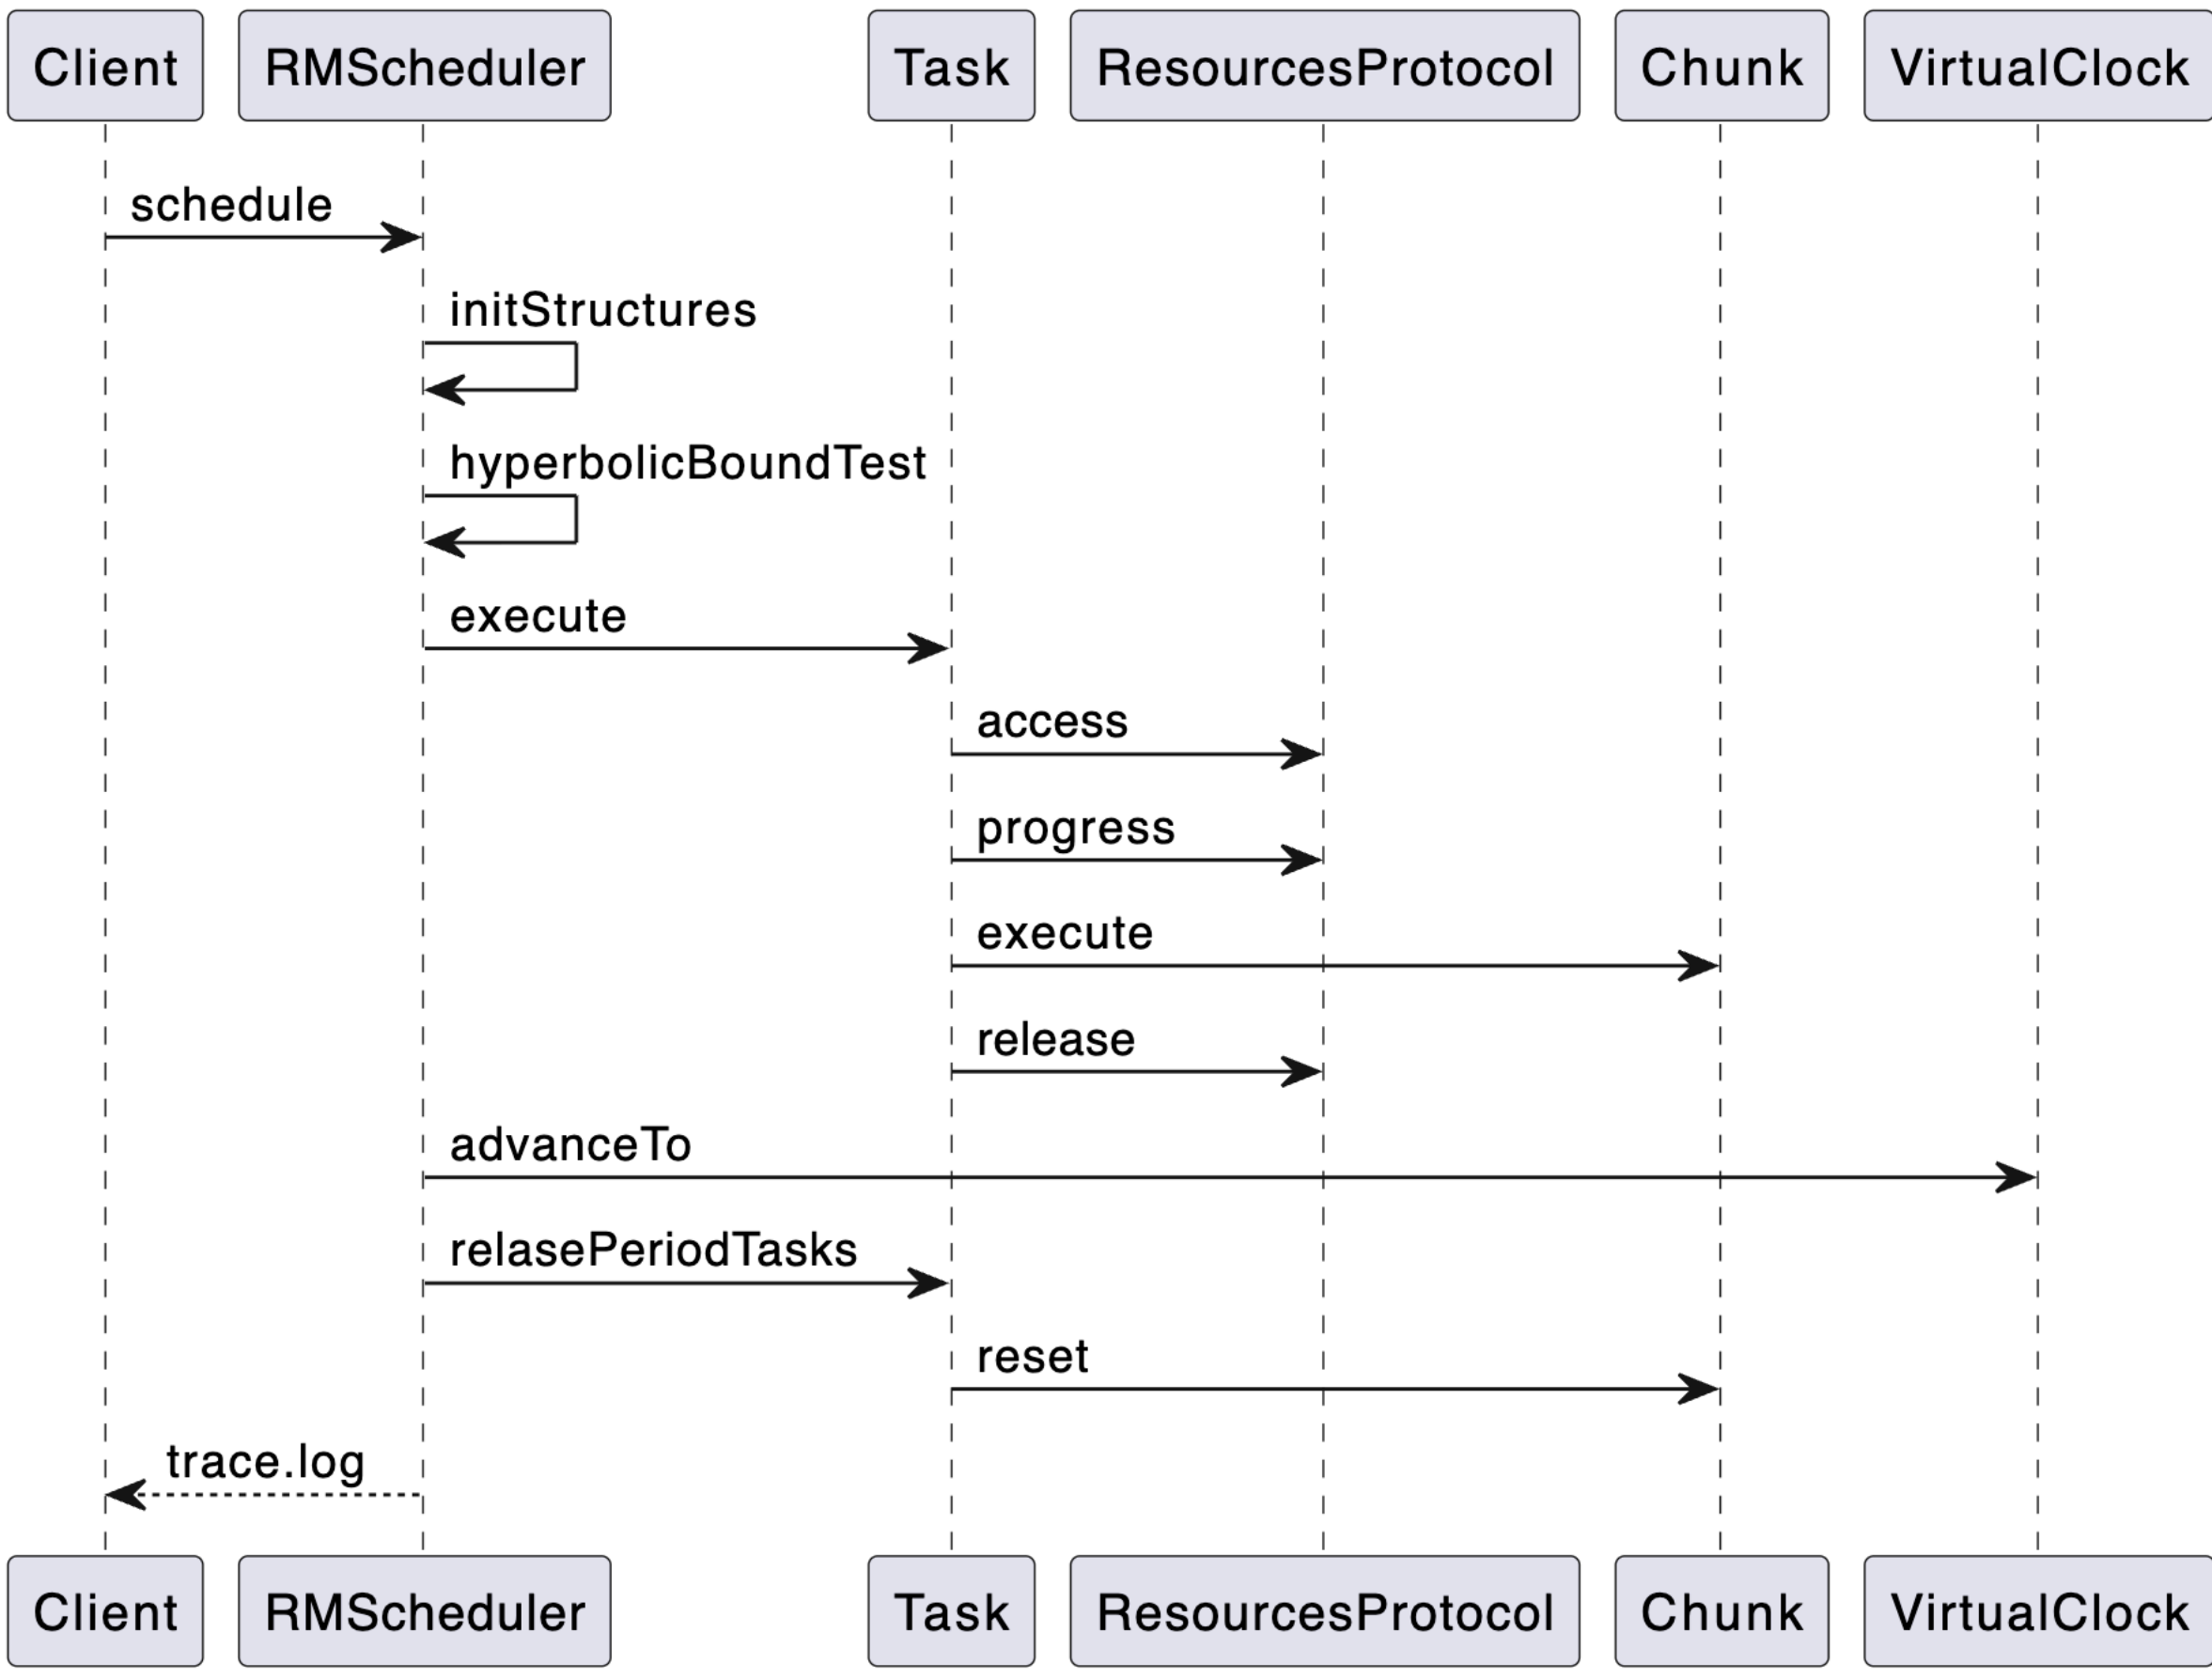 Client RMScheduler Task ResourcesProtocol Chunk VirtualClock
schedule
initStructures
hyperbolicBoundTest
execute
access
progress
execute
release
advanceTo
relasePeriodTasks
reset
trace.log
Client RMScheduler Task ResourcesProtocol Chunk VirtualClock